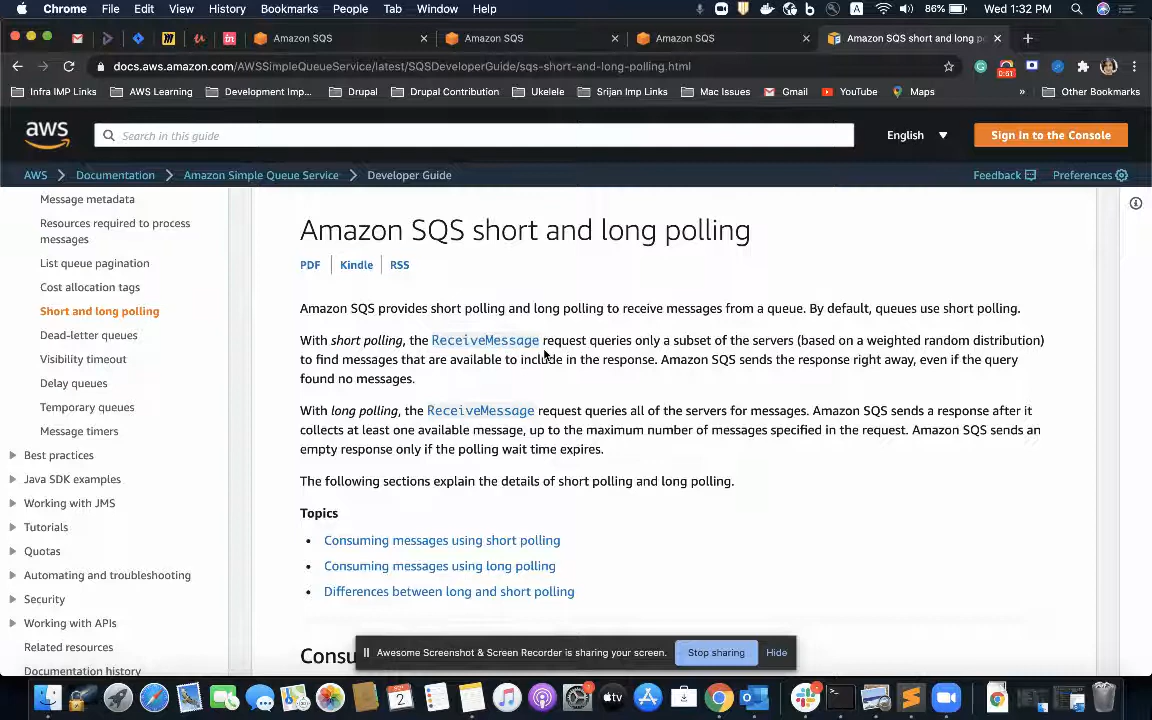 Chrome File Edit View History Bookmarks People Tab Window Help
86% Wed 1:32 PM
Amazon SQS
Amazon SQS
Amazon SQS
Amazon SQS short and long p
docs.aws.amazon.com/AWSSimpleQueueService/latest/SQSDeveloperGuide/sqs-short-and-long-polling.html
0:61
Infra IMP Links AWS Learning Development Imp... Drupal Drupal Contribution Ukelele Srijan Imp Links Mac Issues Gmail YouTube Maps » Other Bookmarks
aws
Search in this guide
English
Sign In to the Console
AWS Documentation Amazon Simple Queue Service Developer Guide
Feedback Preferences
Message metadata
Resources required to process
messages
List queue pagination
Cost allocation tags
Short and long polling
Dead-letter queues
Visibility timeout
Delay queues
Temporary queues
Message timers
Best practices
Java SDK examples
Working with JMS
Tutorials
Quotas
Automating and troubleshooting
Security
Working with APIs
Related resources
Documentation history
Amazon SQS short and long polling
PDF Kindle RSS
Amazon SQS provides short polling and long polling to receive messages from a queue. By default, queues use short polling.
With short polling, the ReceiveMessage request queries only a subset of the servers (based on a weighted random distribution)
to find messages that are available to include in the response. Amazon SQS sends the response right away, even if the query
found no messages.
With long polling, the ReceiveMessage request queries all of the servers for messages. Amazon SQS sends a response after it
collects at least one available message, up to the maximum number of messages specified in the request. Amazon SQS sends an
empty response only if the polling wait time expires.
The following sections explain the details of short polling and long polling.
Topics
• Consuming messages using short polling
• Consuming messages using long polling
• Differences between long and short polling
Consu
Awesome Screenshot & Screen Recorder is sharing your screen.
Stop sharing
Hide
tv
2